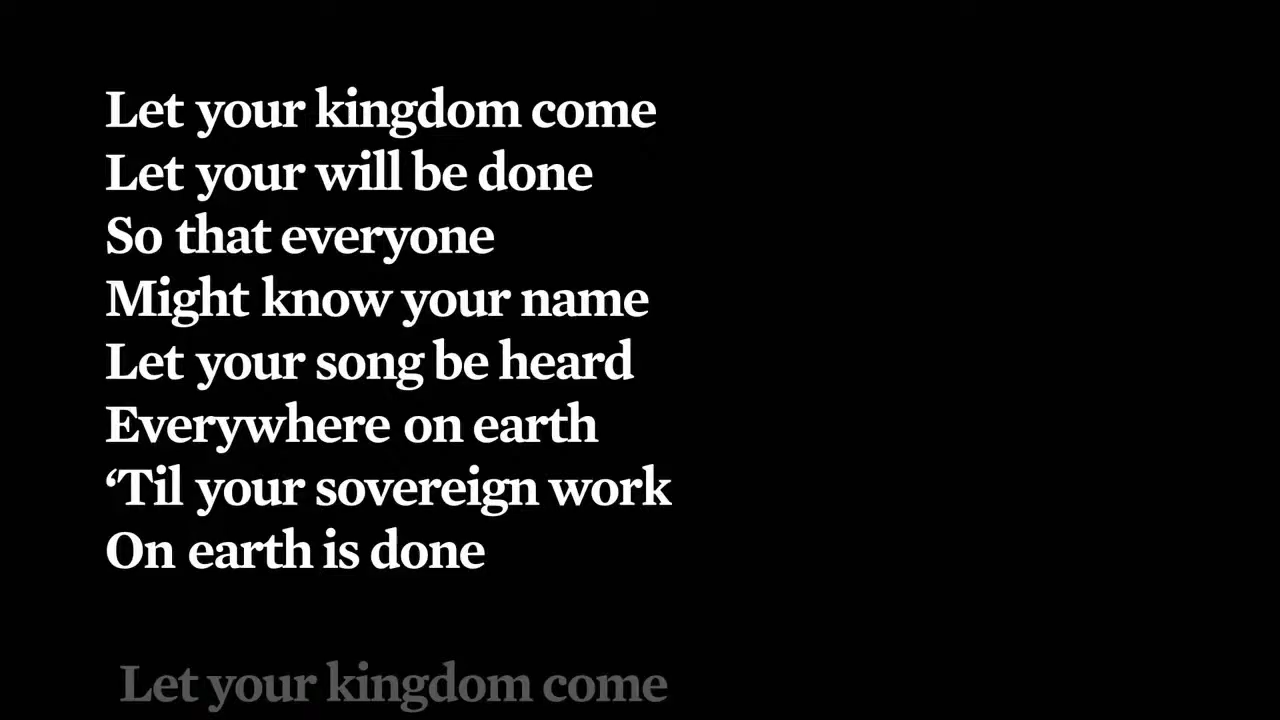 Let your kingdom come
Let your will be done
So that everyone
Might know your name
Let your song be heard
Everywhere on earth
‘Til your sovereign work
On earth is done
Let your kingdom come